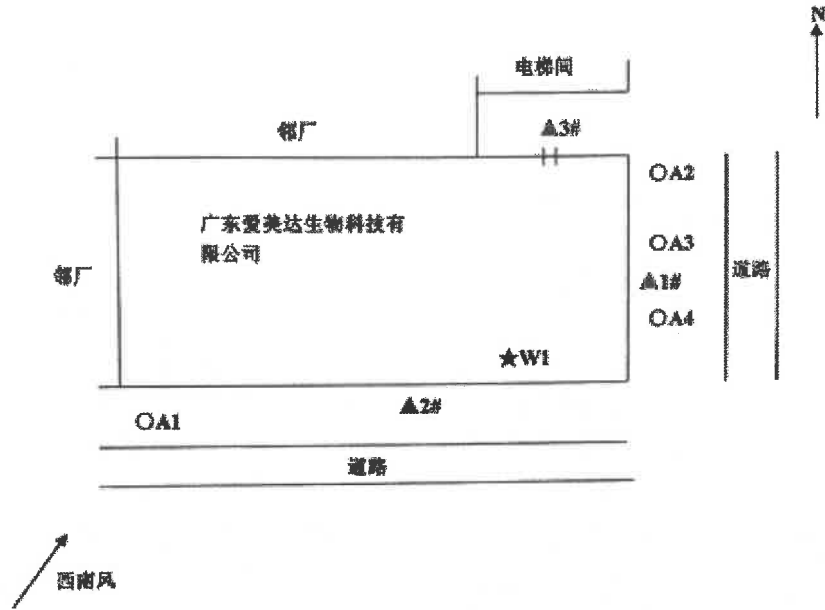 N
电梯间
邻厂
▲3#
○A2
广东爱美达生物科技有
限公司
○A3
邻厂
▲1#
道路
○A4
★W1
▲2#
○A1
道路
西南风